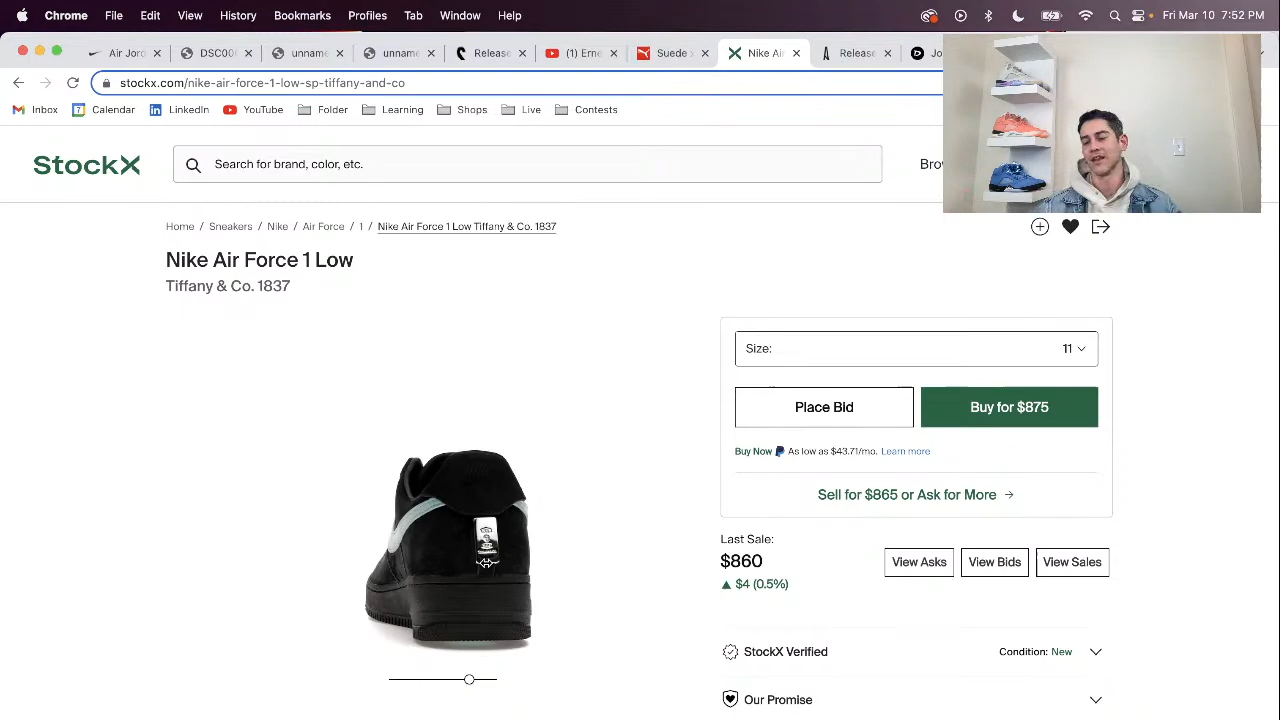 Chrome File Edit View History Bookmarks Profiles Tab Window Help Fri Mar 10 7:52 PM
Air Jorc DSC00 unname unname Release (1) Erne Suede x Nike Air Release Jo
stockx.com/nike-air-force-1-low-sp-tiffany-and-co
Inbox Calendar LinkedIn YouTube Folder Learning Shops Live Contests
StockX Search for brand, color, etc. Brow
Home / Sneakers / Nike / Air Force / 1 / Nike Air Force 1 Low Tiffany & Co. 1837
Nike Air Force 1 Low
Tiffany & Co. 1837
Size: 11
Place Bid Buy for $875
Buy Now As low as $43.71/mo. Learn more
Sell for $865 or Ask for More
Last Sale:
$860
$4 (0.5%)
View Asks View Bids View Sales
StockX Verified Condition: New
Our Promise